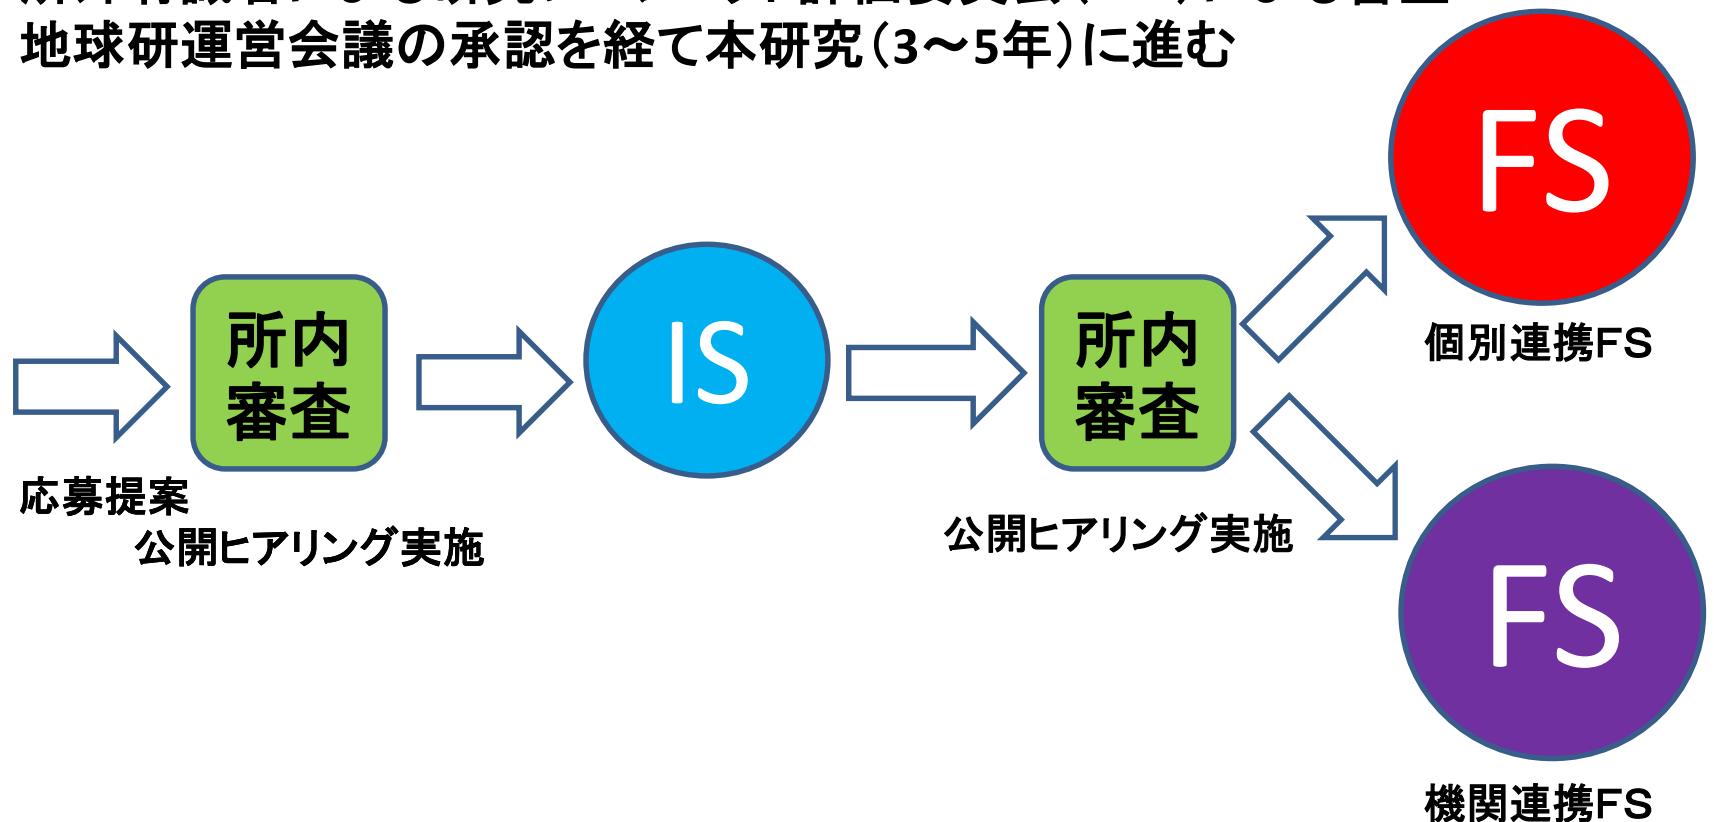 地球研運営会議の承認を経て本研究(3～5年)に進む
FS
個別連携FS
所内
審査
IS
所内
審査
応募提案
公開ヒアリング実施
公開ヒアリング実施
FS
機関連携FS